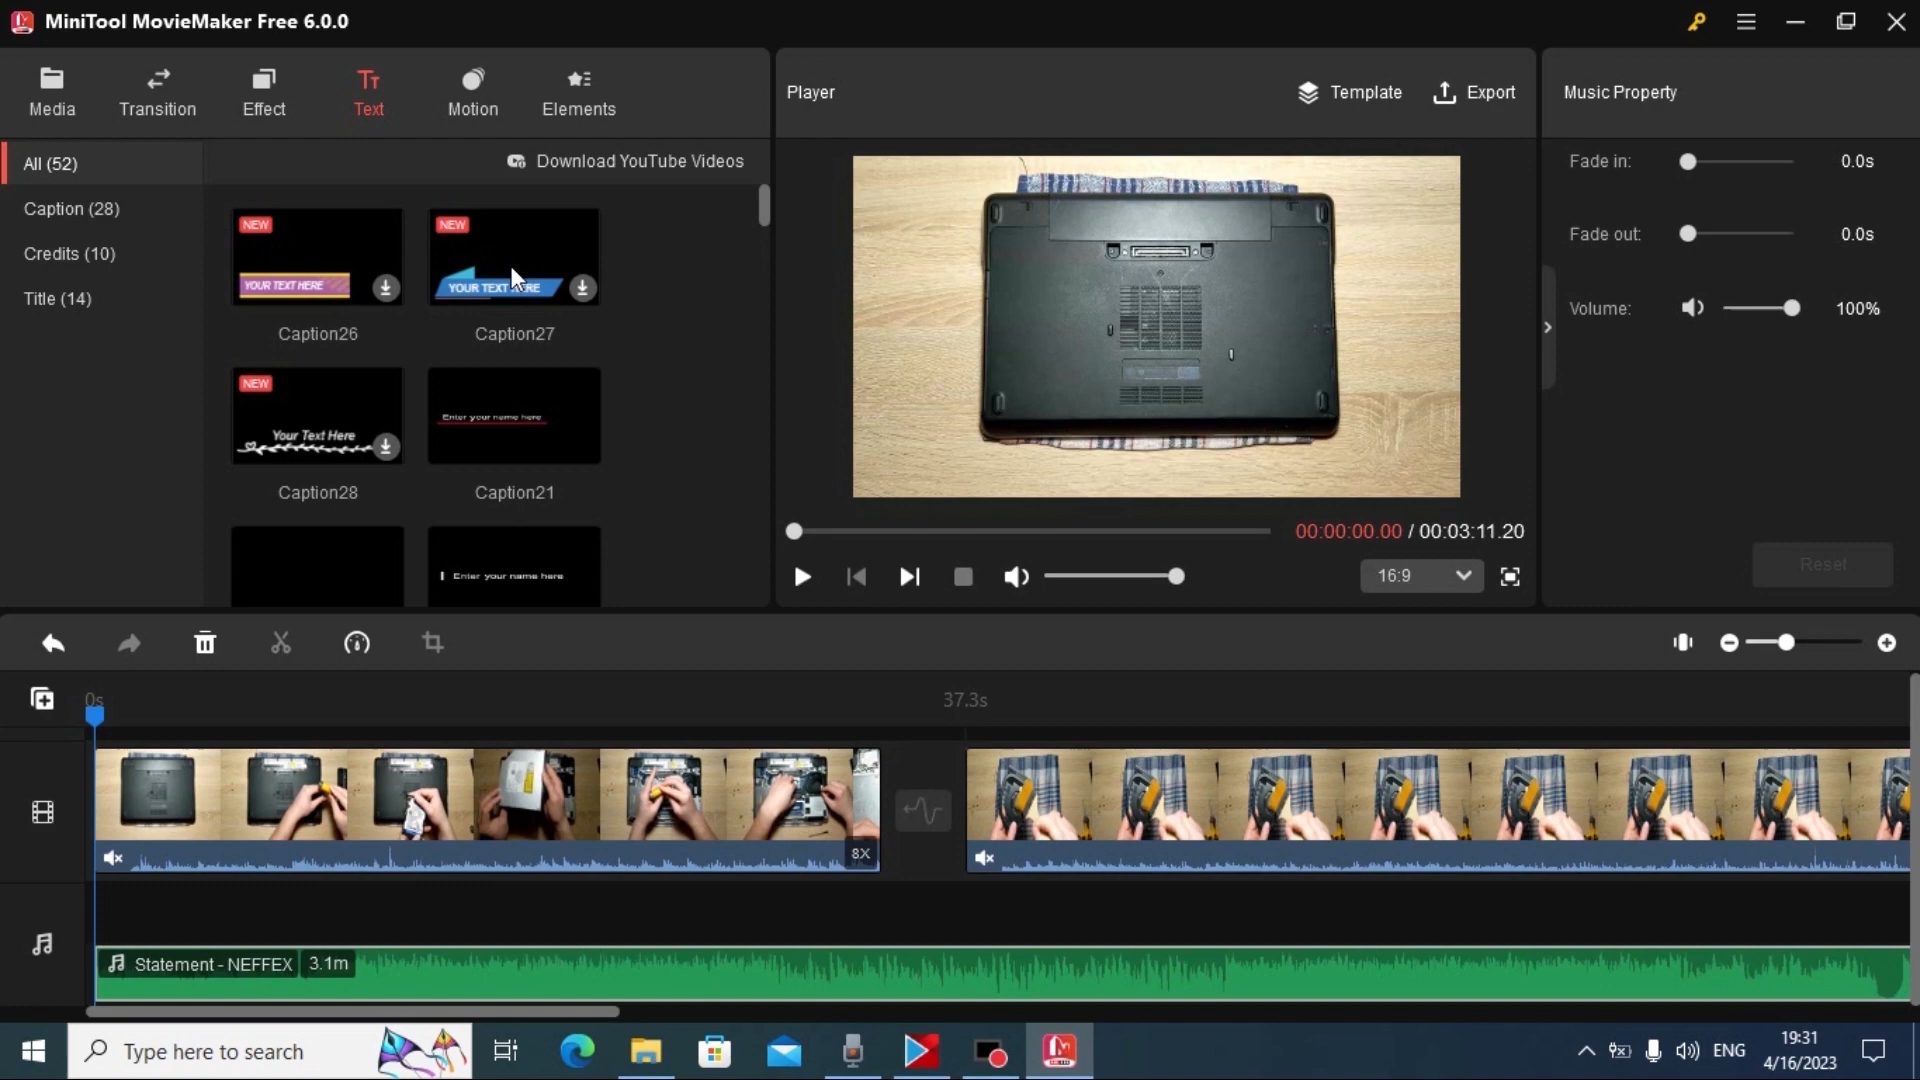 MiniTool MovieMaker Free 6.0.0
Media
Transition
Effect
Text
Motion
Elements
Player
Template
Export
Music Property
All (52)
Download YouTube Videos
Caption (28)
Credits (10)
Title (14)
NEW
YOUR TEXT HERE
Caption26
NEW
YOUR TEXT HERE
Caption27
NEW
Your Text Here
Caption28
Enter your name here
Caption21
Enter your name here
Fade in:
0.0s
Fade out:
0.0s
Volume:
100%
Reset
00:00:00.00 / 00:03:11.20
16:9
0s
37.3s
8X
Statement - NEFFEX
3.1m
Type here to search
ENG
19:31
4/16/2023